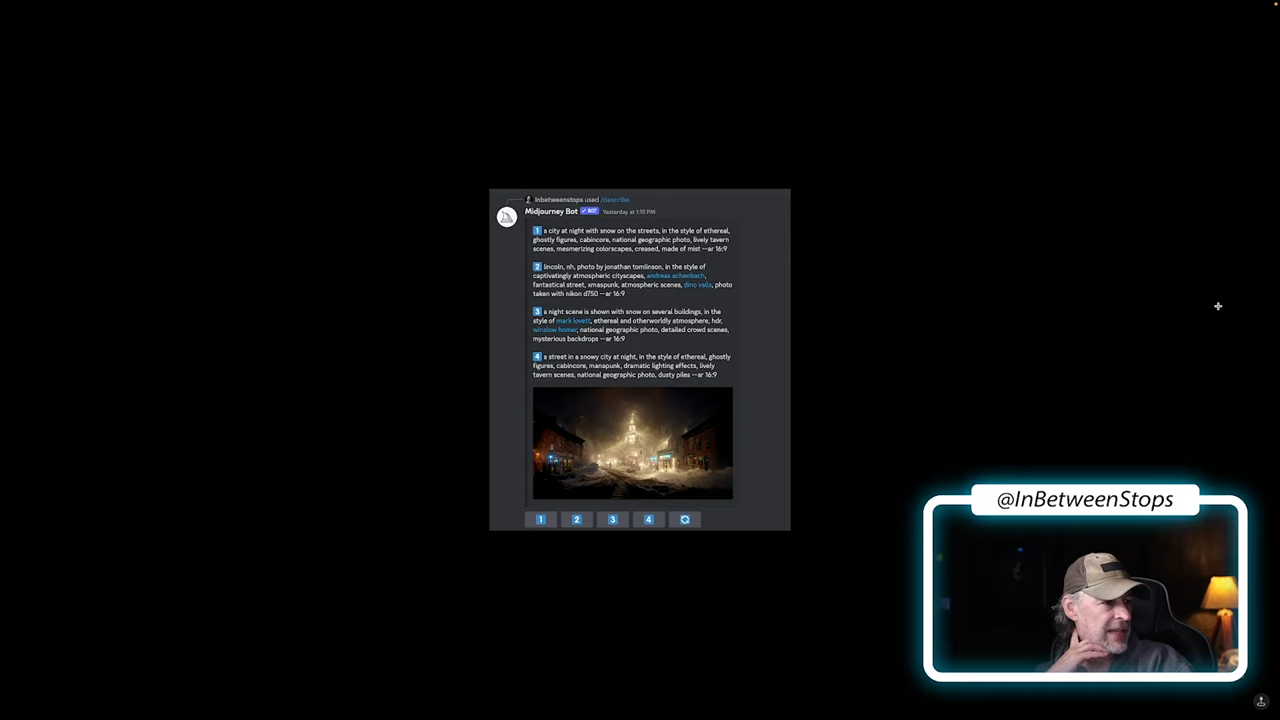 Inbetweenstops used /describe
Midjourney Bot ✓ BOT Yesterday at 1:15 PM
1 a city at night with snow on the streets, in the style of ethereal,
ghostly figures, cabincore, national geographic photo, lively tavern
scenes, mesmerizing colorscapes, creased, made of mist --ar 16:9
2 lincoln, nh, photo by jonathan tomlinson, in the style of
captivatingly atmospheric cityscapes, andreas achenbach,
fantastical street, xmaspunk, atmospheric scenes, dino valls, photo
taken with nikon d750 --ar 16:9
3 a night scene is shown with snow on several buildings, in the
style of mark lovett, ethereal and otherworldly atmosphere, hdr,
winslow homer, national geographic photo, detailed crowd scenes,
mysterious backdrops --ar 16:9
4 a street in a snowy city at night, in the style of ethereal, ghostly
figures, cabincore, manapunk, dramatic lighting effects, lively
tavern scenes, national geographic photo, dusty piles --ar 16:9
1 2 3 4
@InBetweenStops